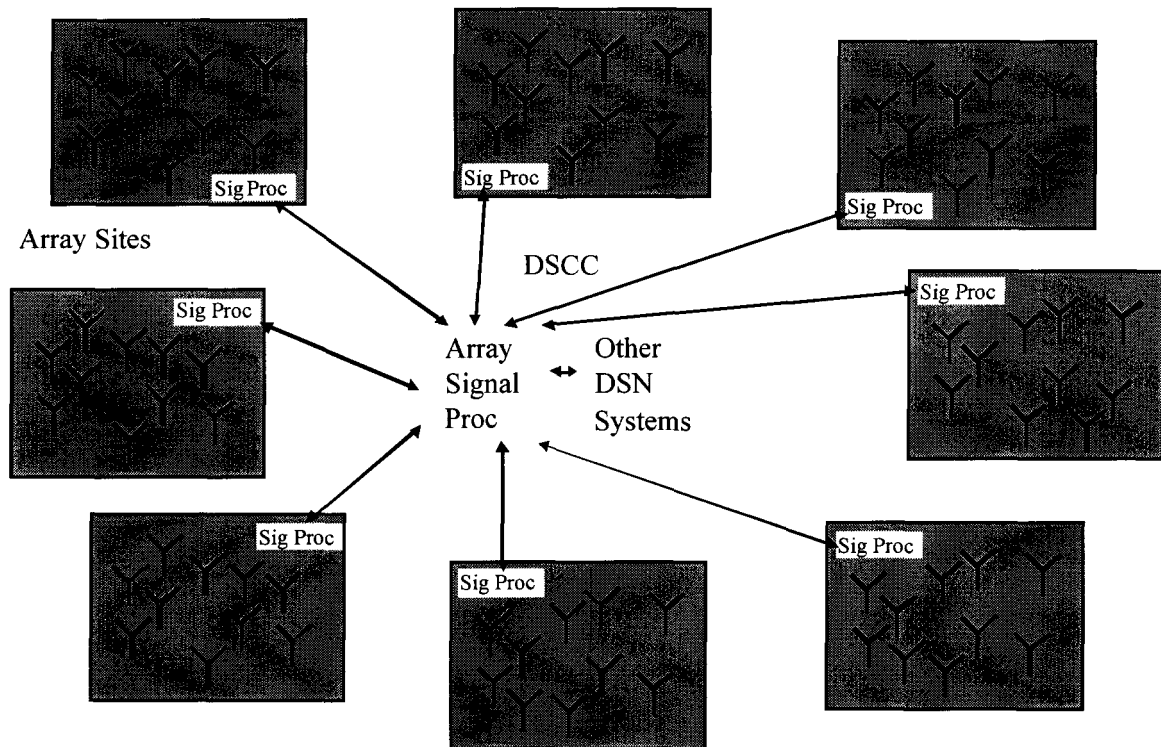 Sig Proc
Sig Proc
Sig Proc
Array Sites
DSCC
Sig Proc
Sig Proc
Array
Signal
Proc
Other
DSN
Systems
Sig Proc
Sig Proc
Sig Proc